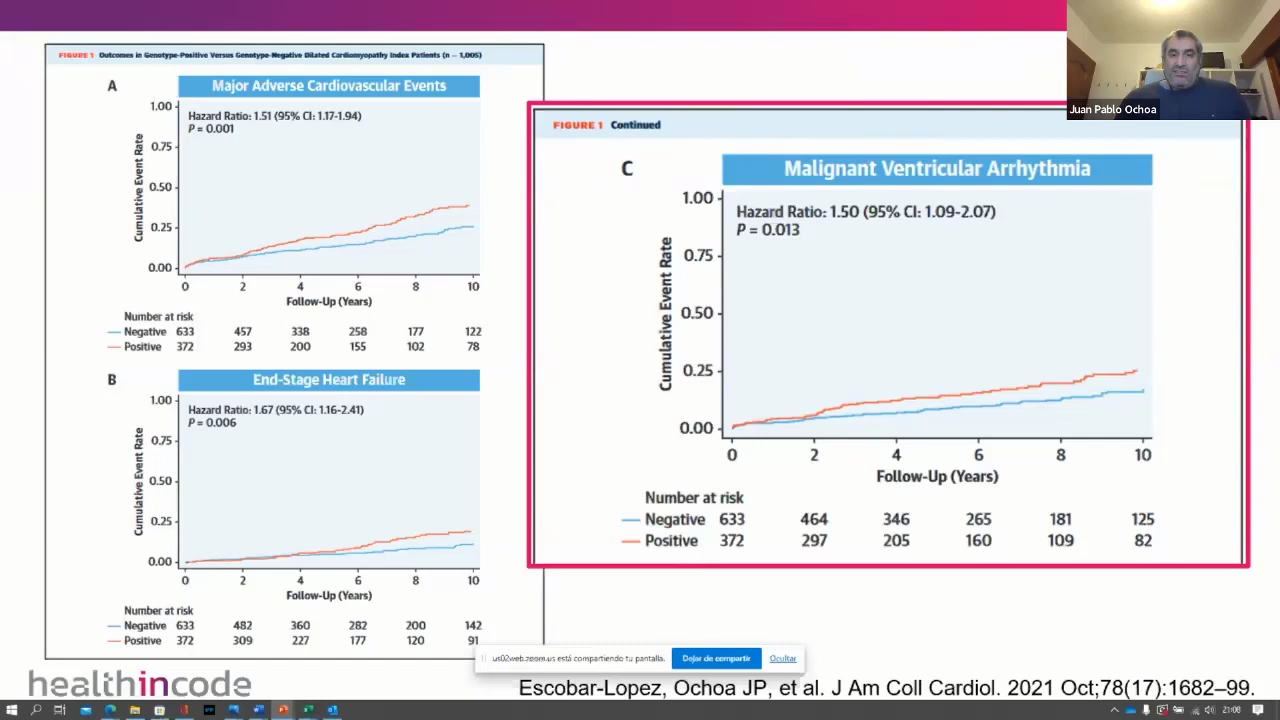 FIGURE 1 Outcomes in Genotype-Positive Versus Genotype-Negative Dilated Cardiomyopathy Index Patients (n = 1,005)
A
Major Adverse Cardiovascular Events
Hazard Ratio: 1.51 (95% CI: 1.17-1.94)
P = 0.001
Cumulative Event Rate
1.00
0.75
0.50
0.25
0.00
0 2 4 6 8 10
Follow-Up (Years)
Number at risk
Negative 633 457 338 258 177 122
Positive 372 293 200 155 102 78
B
End-Stage Heart Failure
Hazard Ratio: 1.67 (95% CI: 1.16-2.41)
P = 0.006
Cumulative Event Rate
1.00
0.75
0.50
0.25
0.00
0 2 4 6 8 10
Follow-Up (Years)
Number at risk
Negative 633 482 360 282 200 142
Positive 372 309 227 177 120 91
FIGURE 1 Continued
C
Malignant Ventricular Arrhythmia
Hazard Ratio: 1.50 (95% CI: 1.09-2.07)
P = 0.013
Cumulative Event Rate
1.00
0.75
0.50
0.25
0.00
0 2 4 6 8 10
Follow-Up (Years)
Number at risk
Negative 633 464 346 265 181 125
Positive 372 297 205 160 109 82
Juan Pablo Ochoa
us02web.zoom.us está compartiendo tu pantalla.
Dejar de compartir
Ocultar
healthincode
Escobar-Lopez, Ochoa JP, et al. J Am Coll Cardiol. 2021 Oct;78(17):1682–99.
21:08